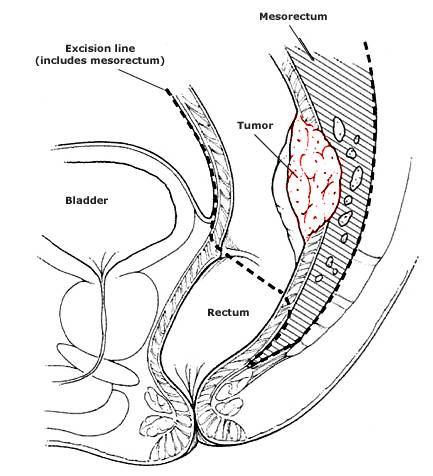 Mesorectum
Excision line
(includes mesorectum)
Tumor
Bladder
Rectum